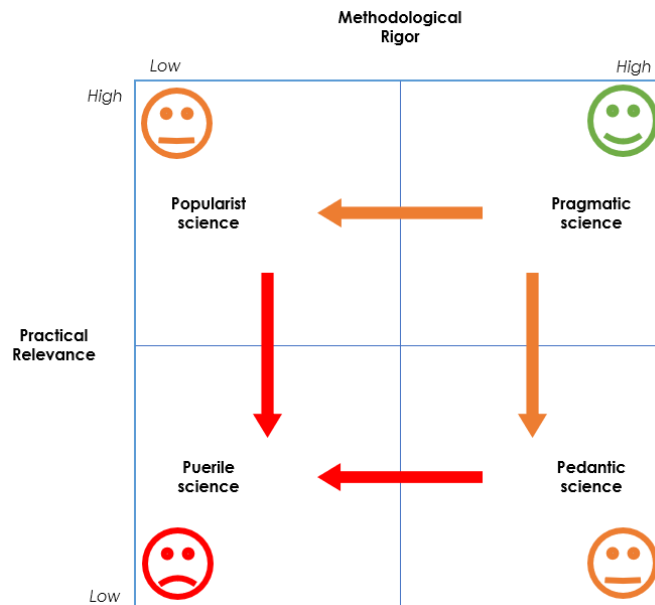 Methodological
Rigor
Low
High
High
Popularist
science
Pragmatic
science
Practical
Relevance
Puerile
science
Pedantic
science
Low